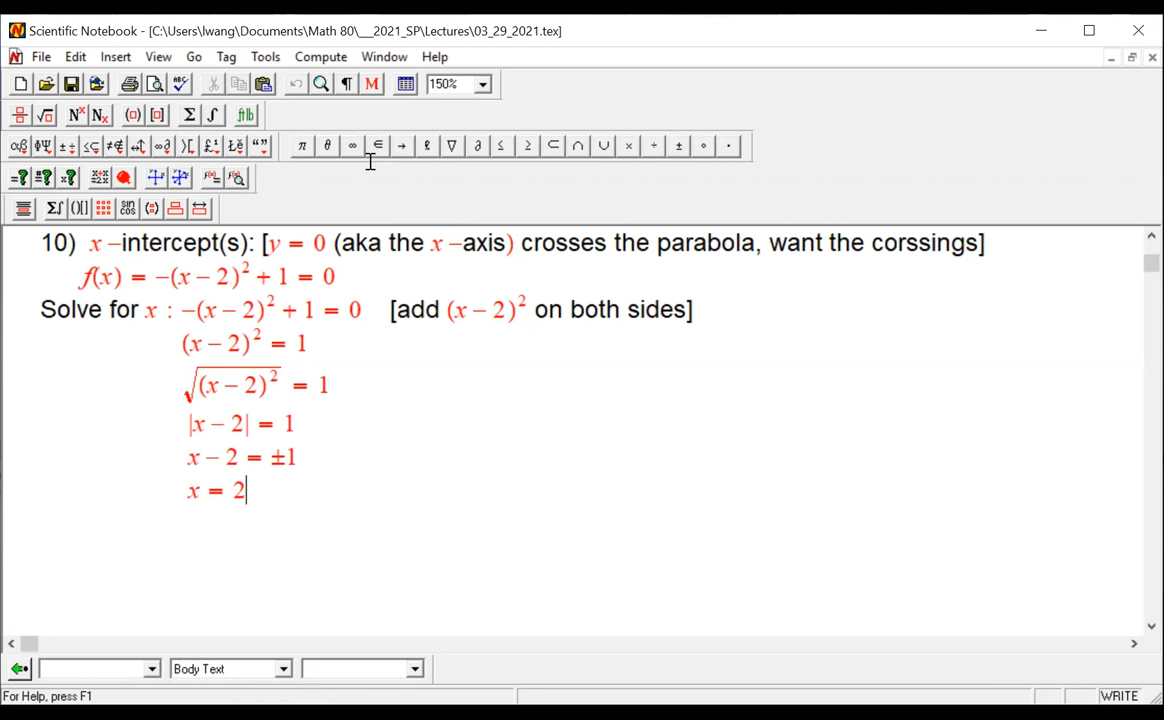 Scientific Notebook - [C:\Users\lwang\Documents\Math 80\__2021_SP\Lectures\03_29_2021.tex]
File Edit Insert View Go Tag Tools Compute Window Help
150%
π θ ∞ ∈ → ℓ ∇ ∂ ≤ ≥ ⊂ ∩ ∪ × ÷ ± ∘ ·
10) x –intercept(s): [y = 0 (aka the x –axis) crosses the parabola, want the corssings]
f(x) = −(x − 2)² + 1 = 0
Solve for x : −(x − 2)² + 1 = 0 [add (x − 2)² on both sides]
(x − 2)² = 1
√(x − 2)² = 1
|x − 2| = 1
x − 2 = ±1
x = 2
Body Text
For Help, press F1 WRITE